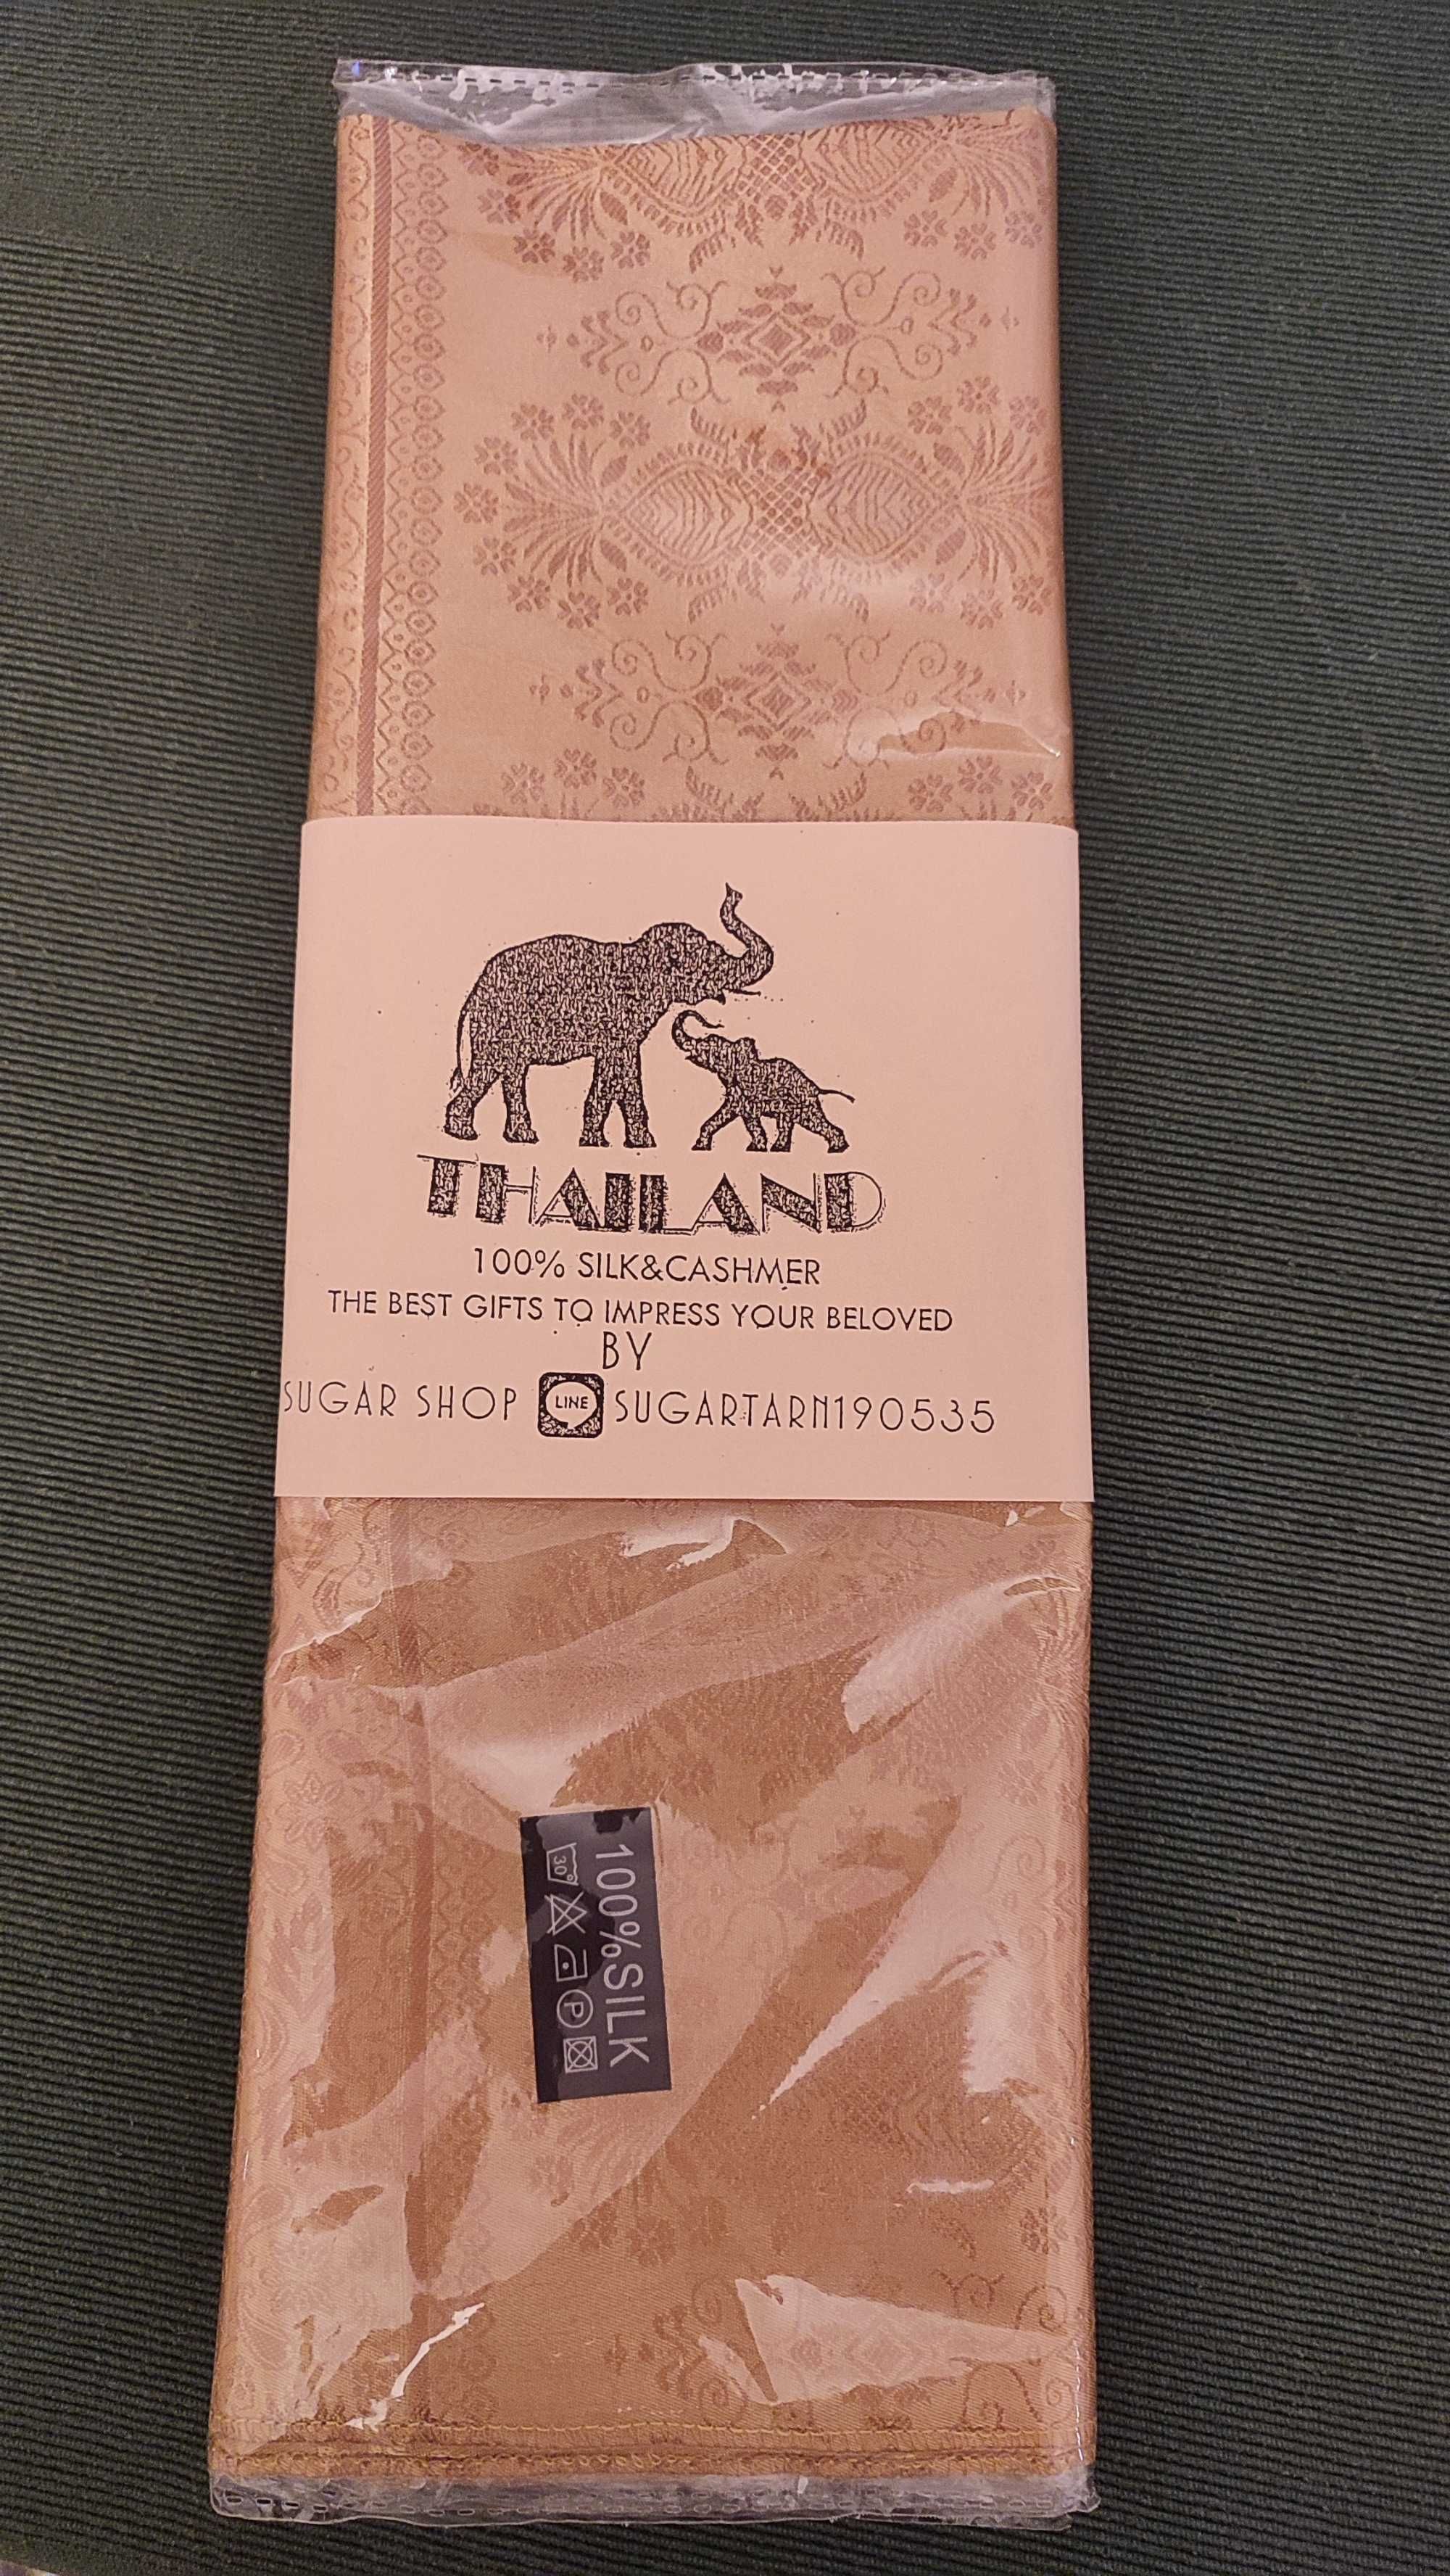 THAILAND
100% SILK&CASHMER
THE BEST GIFTS TO IMPRESS YOUR BELOVED
BY
SUGAR SHOP LINE SUGARTARN190535
100%SILK
30° P